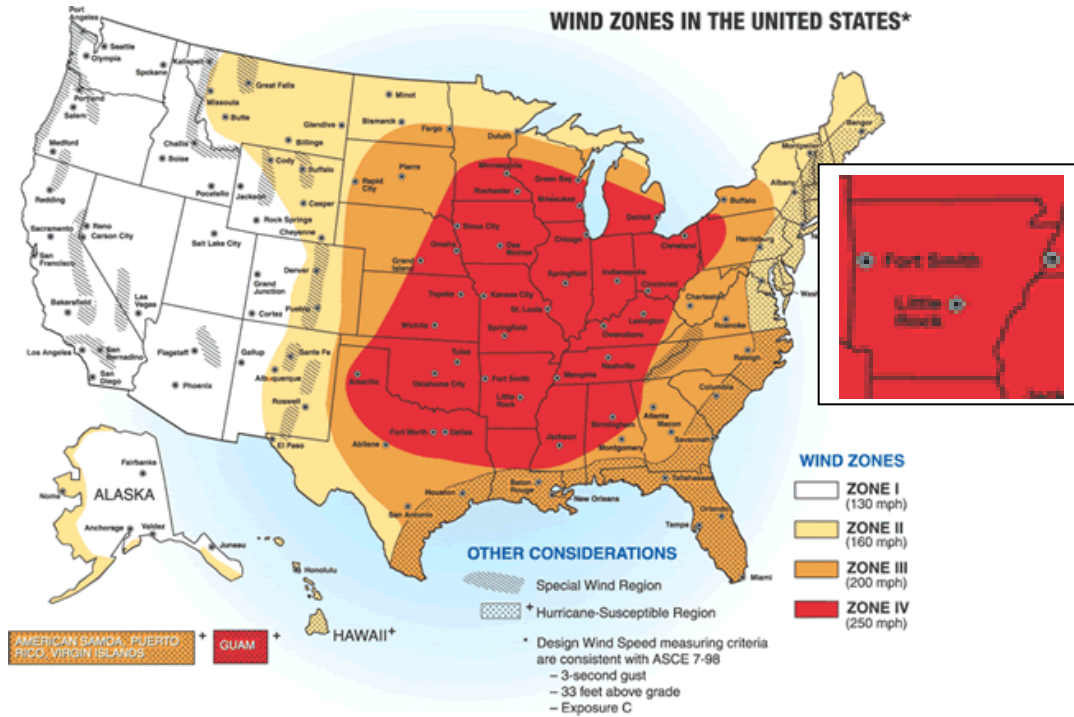 WIND ZONES IN THE UNITED STATES*
Port
Angeles
Seattle
Olympia
Spokane
Portland
Salem
Medford
Redding
Sacramento
San
Francisco
Reno
Carson City
Bakersfield
Las
Vegas
Los Angeles
San
Bernadino
San
Diego
Kalispell
Great Falls
Missoula
Butte
Glendive
Billings
Challis
Boise
Pocatello
Cody
Buffalo
Jackson
Casper
Rock Springs
Cheyenne
Salt Lake City
Grand
Junction
Denver
Pueblo
Cortez
Flagstaff
Phoenix
Gallup
Sante Fe
Albuquerque
Roswell
El Paso
Minot
Bismarck
Fargo
Pierre
Rapid
City
Duluth
Minneapolis
Rochester
Green Bay
Milwaukee
Sioux City
Des
Moines
Omaha
Grand
Island
Chicago
Detroit
Cleveland
Buffalo
Topeka
Kansas City
Springfield
Indianapolis
Cincinnati
St. Louis
Wichita
Springfield
Owensboro
Lexington
Charleston
Roanoke
Harrisburg
Wash
Albany
Montpelier
Bangor
Raleigh
Columbia
Nashville
Memphis
Tulsa
Amarillo
Oklahoma City
Fort Smith
Little
Rock
Fort Worth
Dallas
Abilene
Jackson
Birmingham
Montgomery
Atlanta
Macon
Savannah
Tallahassee
Baton
Rouge
New Orleans
Houston
San Antonio
Orlando
Tampa
Miami
Fort Smith
Little
Rock
Fairbanks
Nome
ALASKA
Anchorage
Valdez
Juneau
Honolulu
HAWAII+
AMERICAN SAMOA, PUERTO
RICO, VIRGIN ISLANDS
+
GUAM
+
OTHER CONSIDERATIONS
Special Wind Region
+ Hurricane-Susceptible Region
* Design Wind Speed measuring criteria
are consistent with ASCE 7-98
– 3-second gust
– 33 feet above grade
– Exposure C
WIND ZONES
ZONE I
(130 mph)
ZONE II
(160 mph)
ZONE III
(200 mph)
ZONE IV
(250 mph)